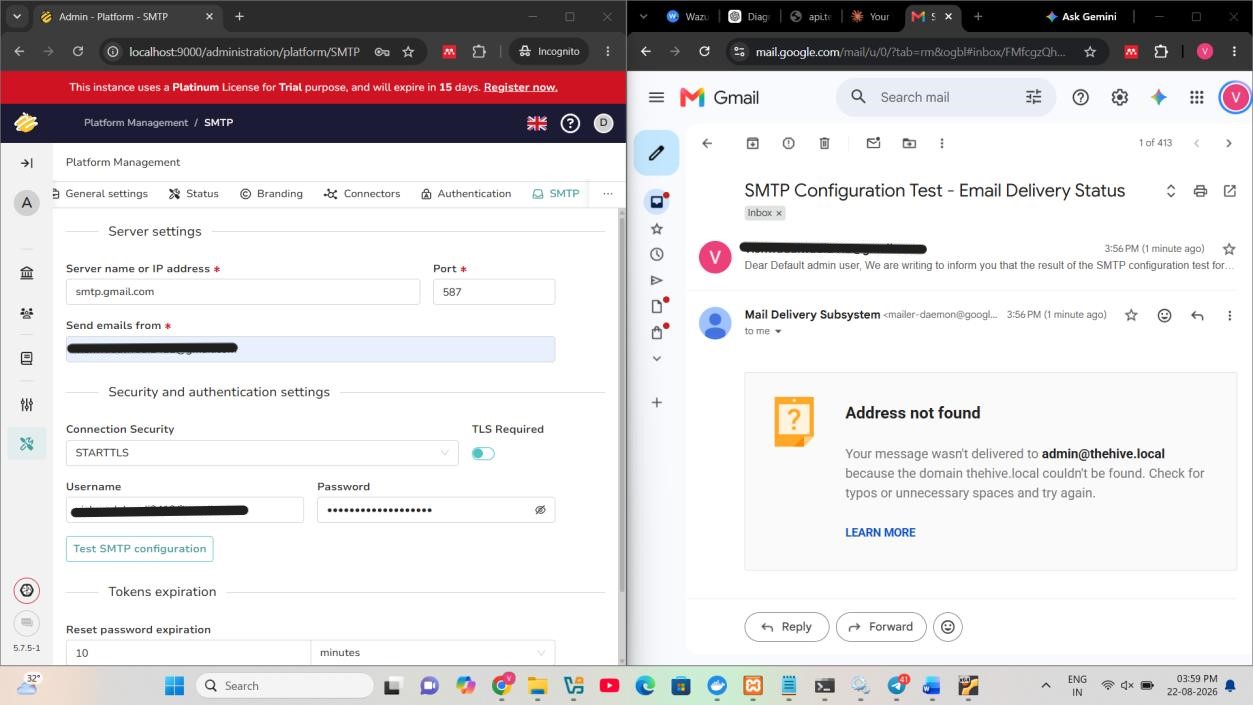 Admin - Platform - SMTP
localhost:9000/administration/platform/SMTP
Incognito
This instance uses a Platinum License for Trial purpose, and will expire in 15 days. Register now.
Platform Management / SMTP
D
A
Platform Management
General settings
Status
Branding
Connectors
Authentication
SMTP
Server settings
Server name or IP address *
Port *
smtp.gmail.com
587
Send emails from *
Security and authentication settings
Connection Security
TLS Required
STARTTLS
Username
Password
Test SMTP configuration
Tokens expiration
Reset password expiration
10
minutes
5.7.5-1
Wazu
Diag
api.te
Your
S
Ask Gemini
mail.google.com/mail/u/0/?tab=rm&ogbl#inbox/FMfcgzQh...
V
Gmail
Search mail
V
1 of 413
SMTP Configuration Test - Email Delivery Status
Inbox ×
V
3:56 PM (1 minute ago)
Dear Default admin user, We are writing to inform you that the result of the SMTP configuration test for...
Mail Delivery Subsystem <mailer-daemon@googl... 3:56 PM (1 minute ago)
to me
Address not found
Your message wasn't delivered to admin@thehive.local
because the domain thehive.local couldn't be found. Check for
typos or unnecessary spaces and try again.
LEARN MORE
Reply
Forward
32°
Search
V
41
ENG
IN
03:59 PM
22-08-2026